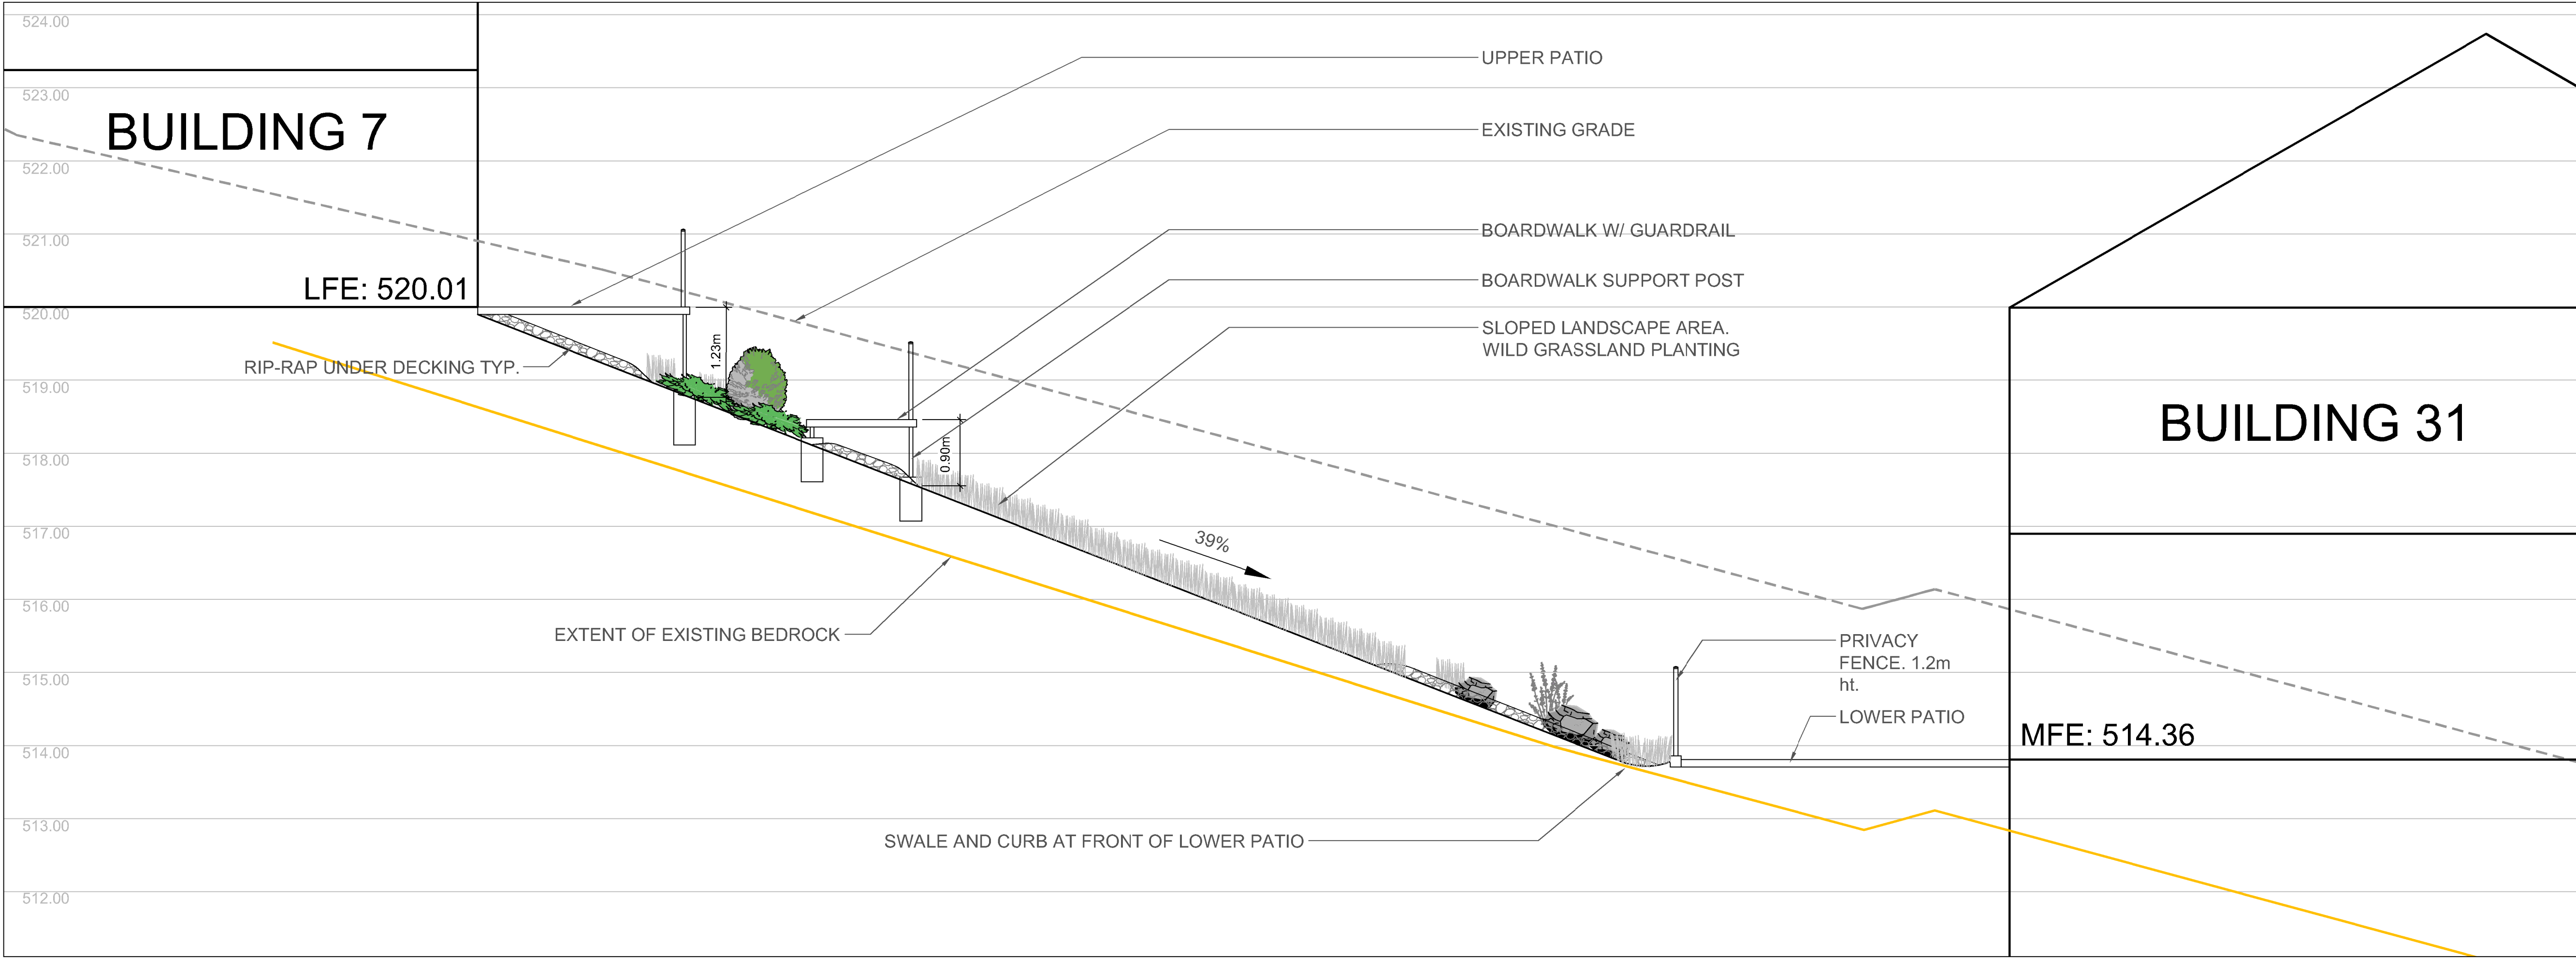 524.00
UPPER PATIO
523.00
BUILDING 7
EXISTING GRADE
522.00
521.00
BOARDWALK W/ GUARDRAIL
LFE: 520.01
BOARDWALK SUPPORT POST
520.00
SLOPED LANDSCAPE AREA.
WILD GRASSLAND PLANTING
1.23m
RIP-RAP UNDER DECKING TYP.
519.00
BUILDING 31
0.90m
518.00
517.00
39%
516.00
EXTENT OF EXISTING BEDROCK
PRIVACY
FENCE. 1.2m
ht.
515.00
LOWER PATIO
MFE: 514.36
514.00
513.00
SWALE AND CURB AT FRONT OF LOWER PATIO
512.00